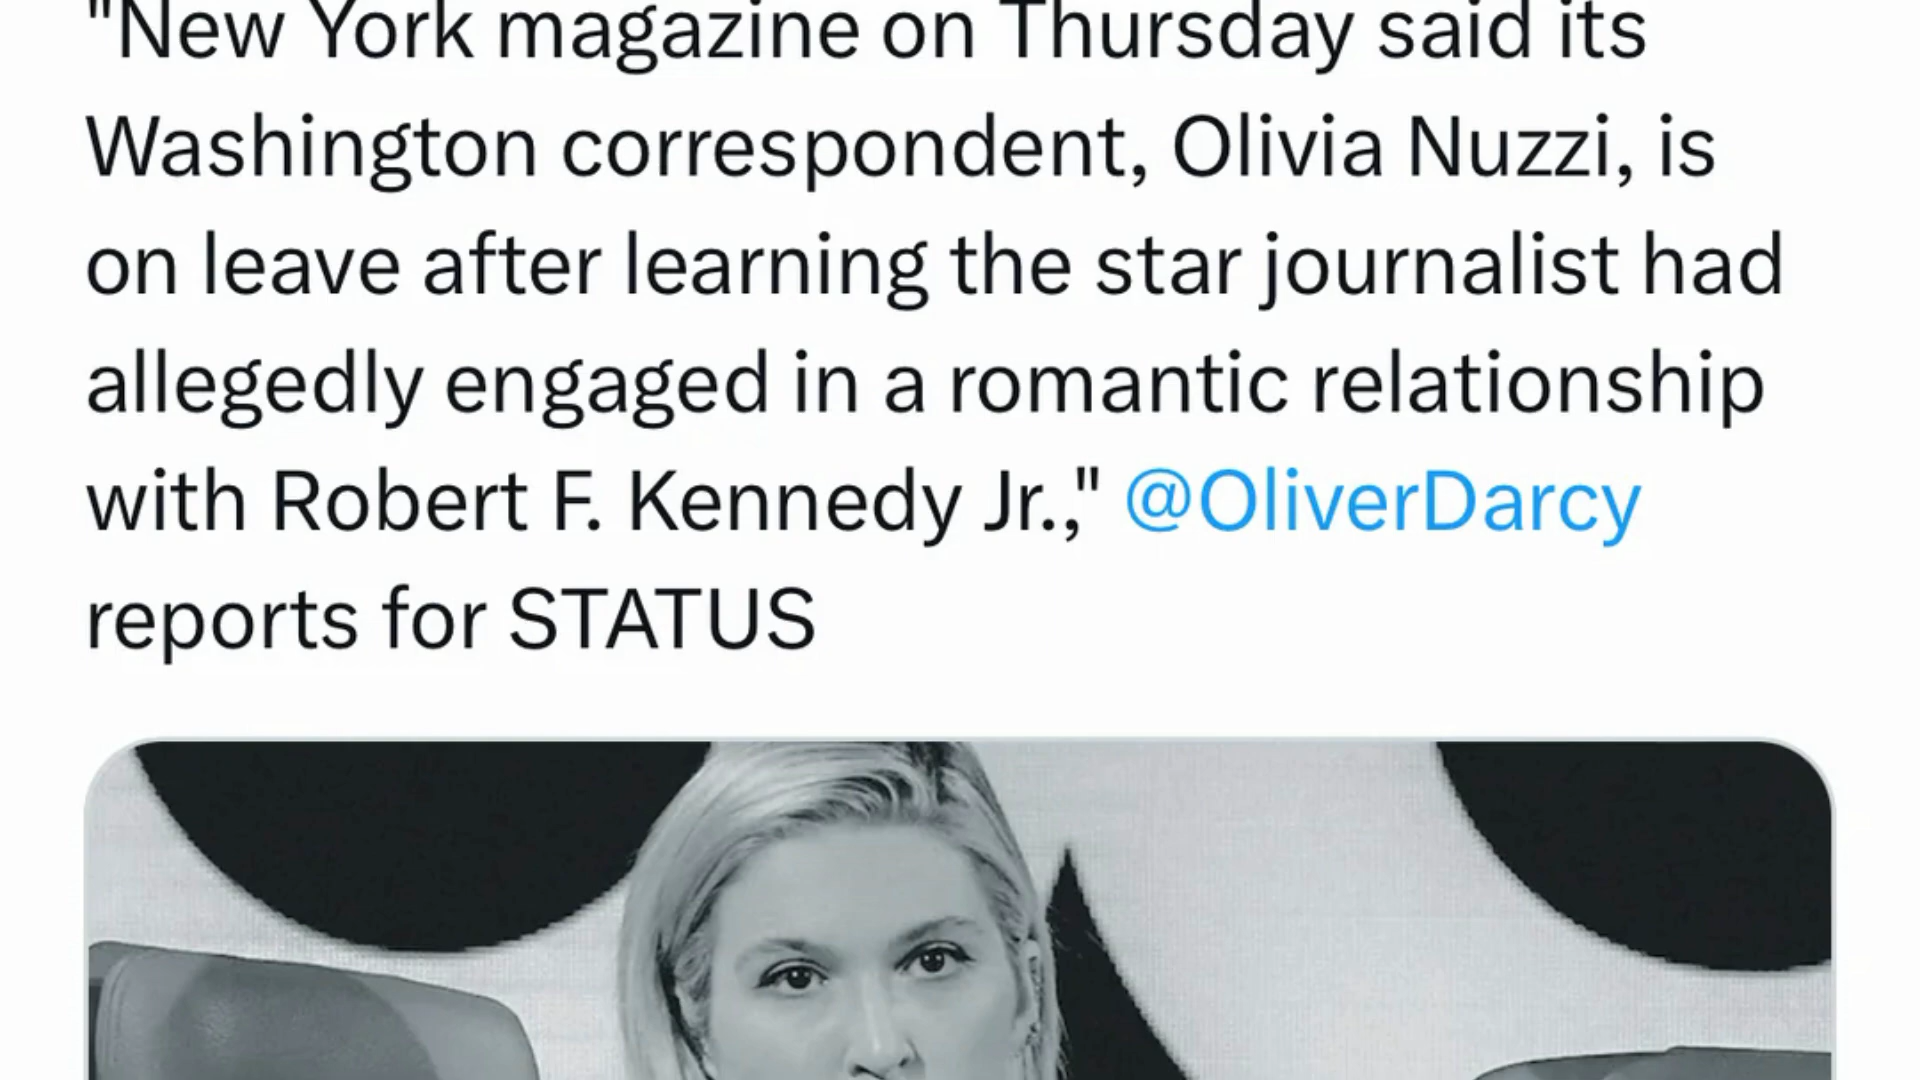 "New York magazine on Thursday said its
Washington correspondent, Olivia Nuzzi, is
on leave after learning the star journalist had
allegedly engaged in a romantic relationship
with Robert F. Kennedy Jr.," @OliverDarcy
reports for STATUS